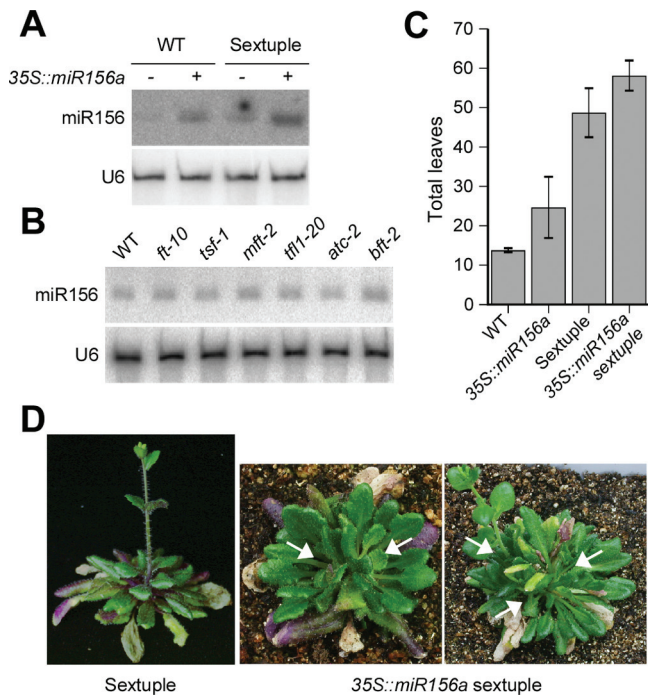 A
WT Sextuple
35S::miR156a - + - +
miR156
U6
B
WT ft-10 tsf-1 mft-2 tfl1-20 atc-2 bft-2
miR156
U6
C
Total leaves
70
60
50
40
30
20
10
0
WT
35S::miR156a
Sextuple
35S::miR156a
sextuple
D
Sextuple
35S::miR156a sextuple